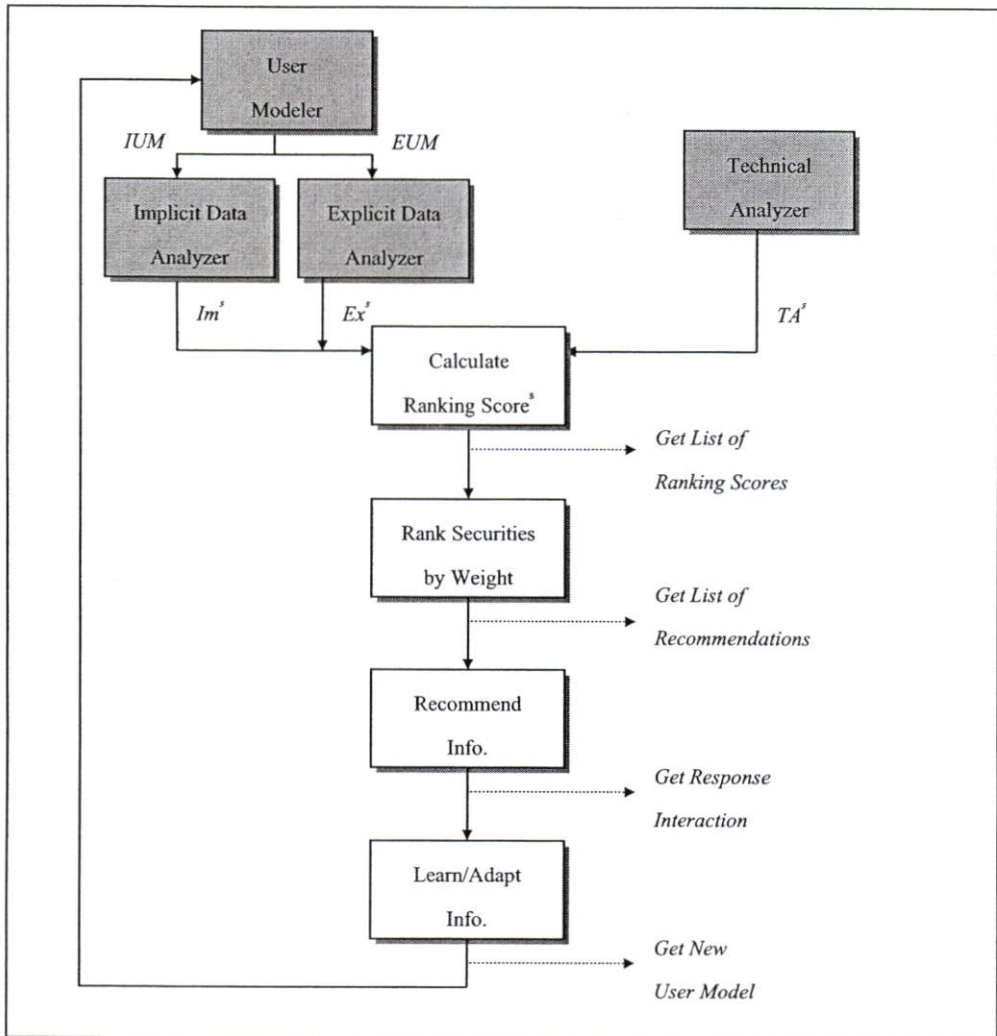 User
Modeler
IUM
EUM
Implicit Data
Analyzer
Explicit Data
Analyzer
Technical
Analyzer
Im^s
Ex^s
TA^s
Calculate
Ranking Score^s
Get List of
Ranking Scores
Rank Securities
by Weight
Get List of
Recommendations
Recommend
Info.
Get Response
Interaction
Learn/Adapt
Info.
Get New
User Model